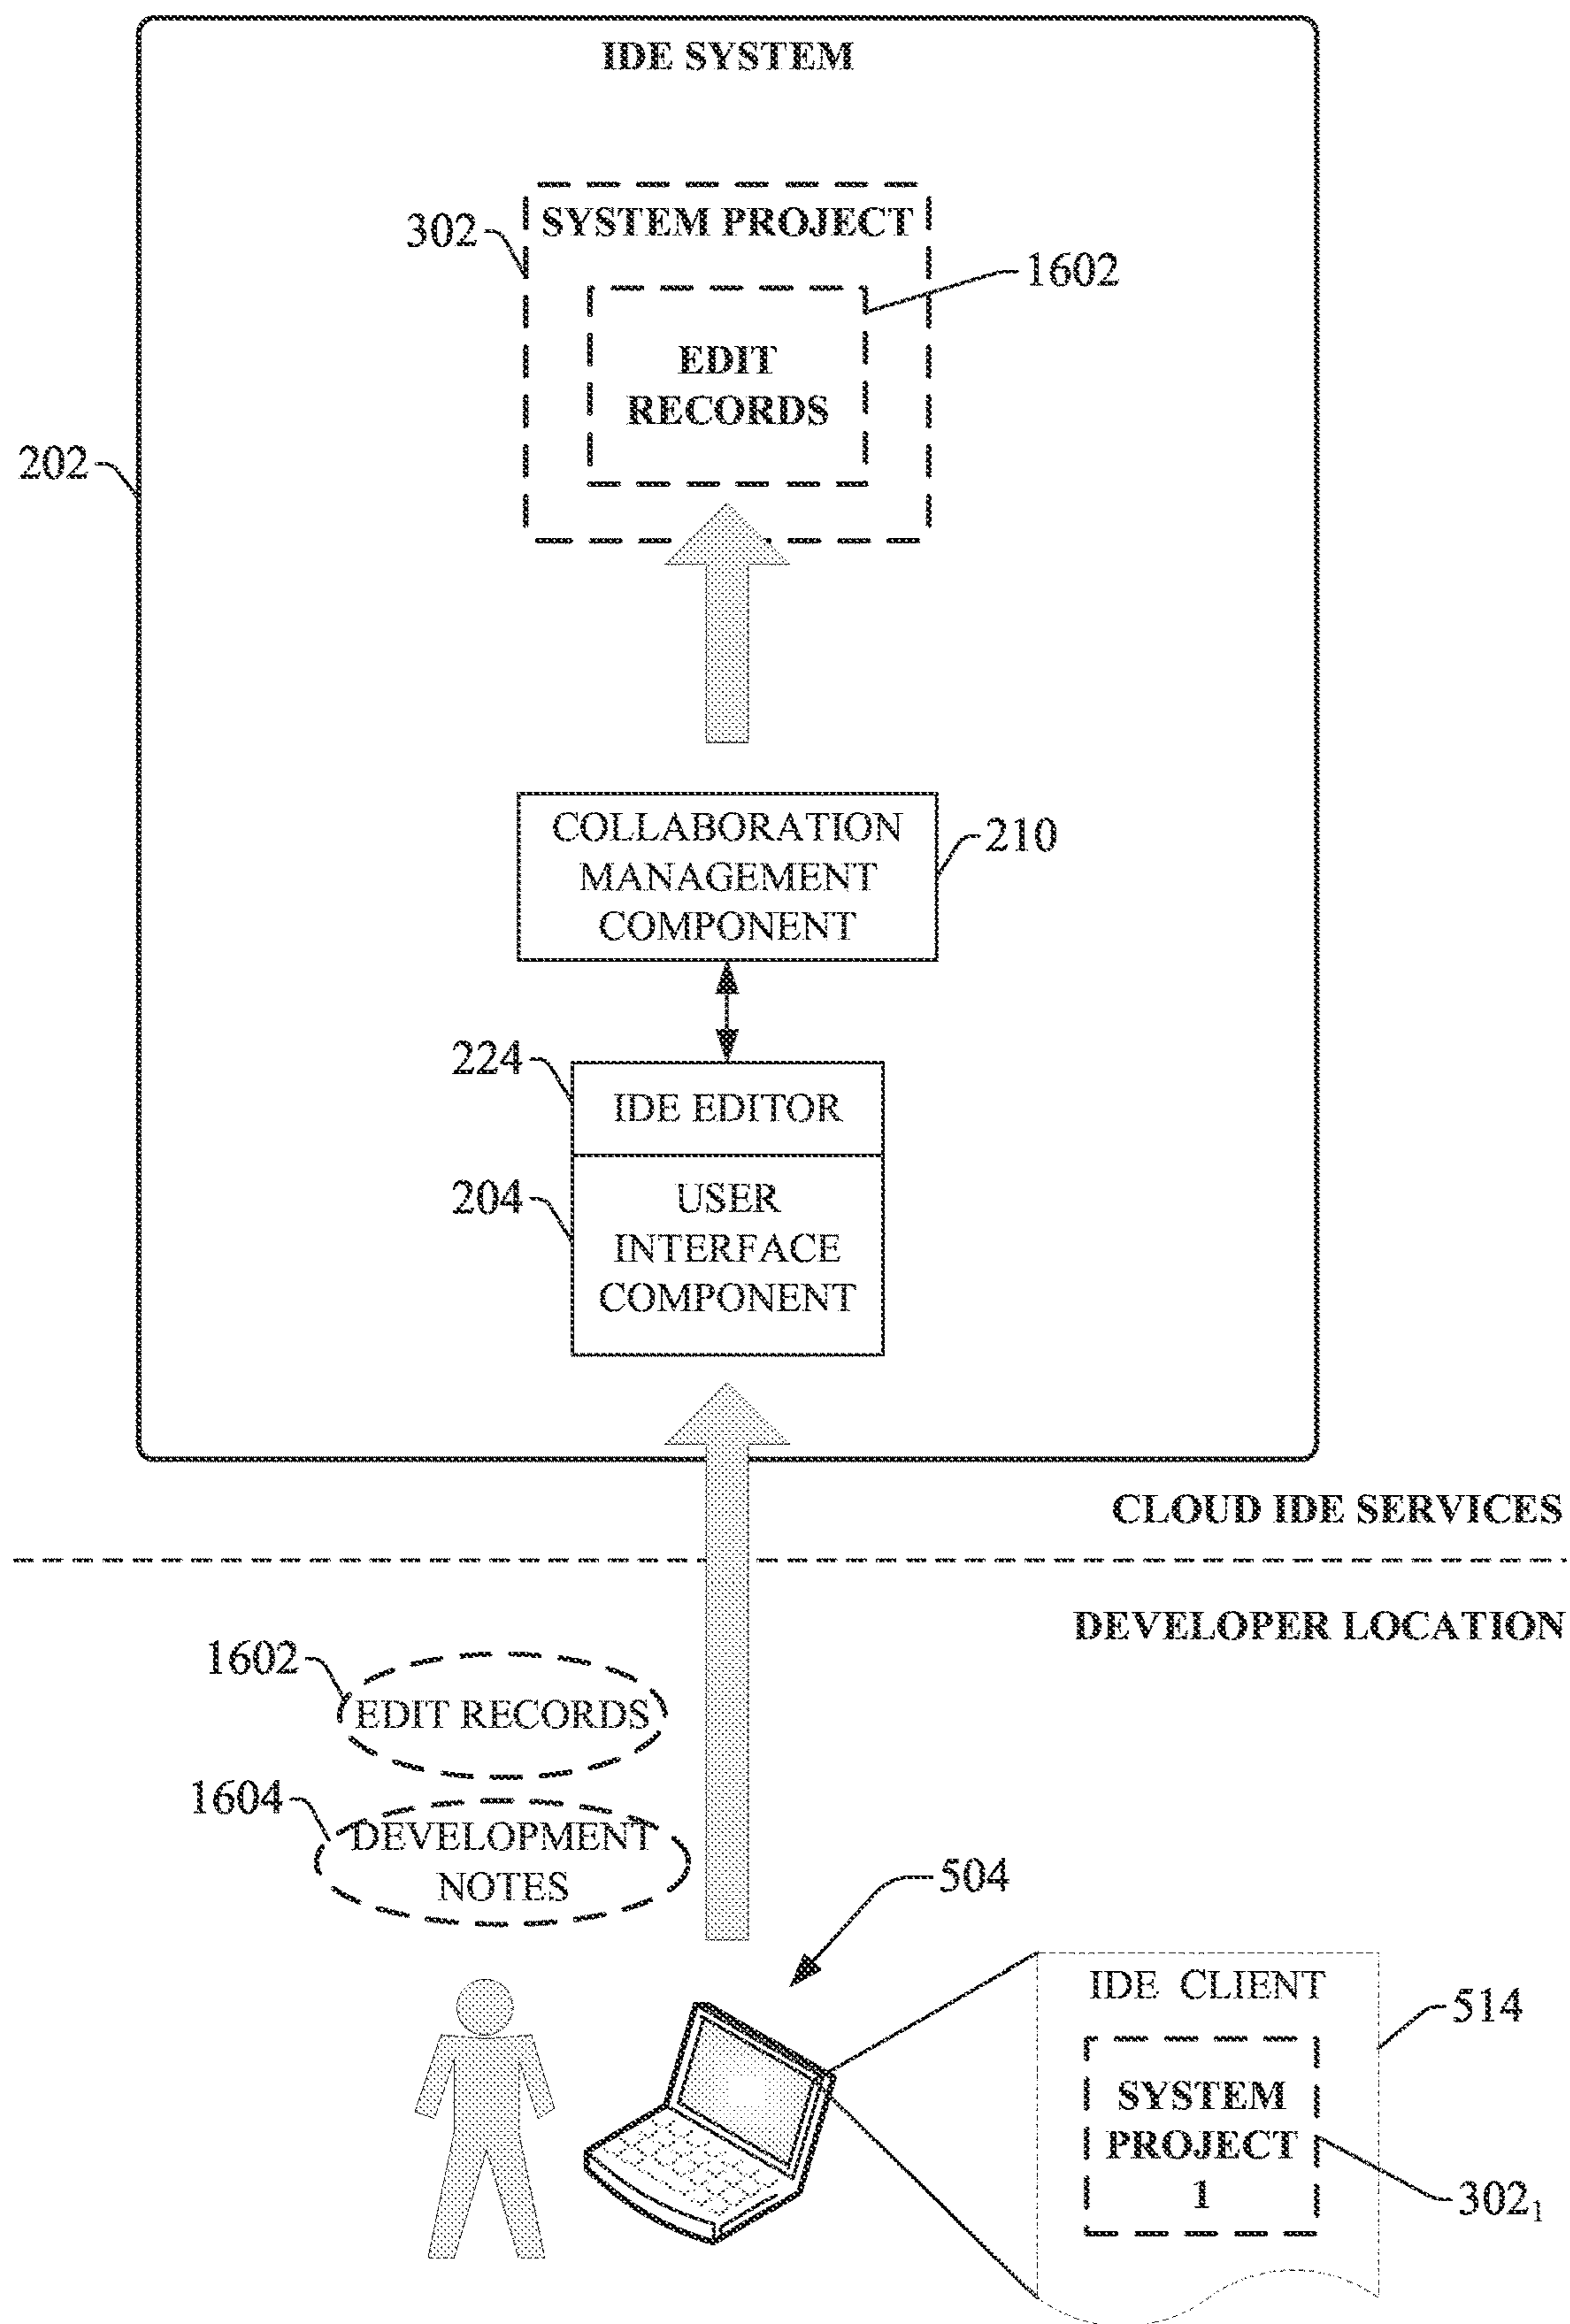 IDE SYSTEM
302
SYSTEM PROJECT
1602
EDIT
RECORDS
202
COLLABORATION
MANAGEMENT
COMPONENT
210
224
IDE EDITOR
204
USER
INTERFACE
COMPONENT
CLOUD IDE SERVICES
DEVELOPER LOCATION
1602
EDIT RECORDS
1604
DEVELOPMENT
NOTES
504
IDE CLIENT
514
SYSTEM
PROJECT
1
302₁